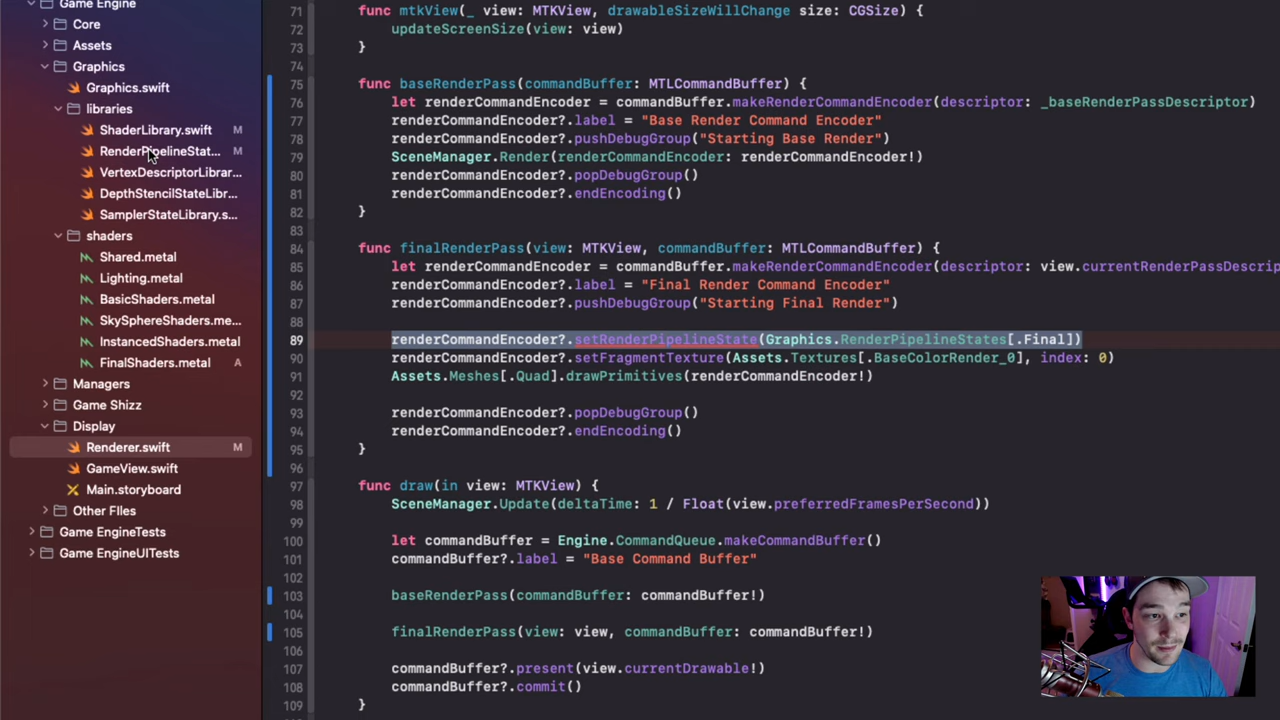 Game Engine
Core
Assets
Graphics
Graphics.swift
libraries
ShaderLibrary.swift M
RenderPipelineStat... M
VertexDescriptorLibrar...
DepthStencilStateLibr...
SamplerStateLibrary.s...
shaders
Shared.metal
Lighting.metal
BasicShaders.metal
SkySphereShaders.me...
InstancedShaders.metal
FinalShaders.metal A
Managers
Game Shizz
Display
Renderer.swift M
GameView.swift
Main.storyboard
Other FIles
Game EngineTests
Game EngineUITests
71 func mtkView(_ view: MTKView, drawableSizeWillChange size: CGSize) {
72 updateScreenSize(view: view)
73 }
74
75 func baseRenderPass(commandBuffer: MTLCommandBuffer) {
76 let renderCommandEncoder = commandBuffer.makeRenderCommandEncoder(descriptor: _baseRenderPassDescriptor)
77 renderCommandEncoder?.label = "Base Render Command Encoder"
78 renderCommandEncoder?.pushDebugGroup("Starting Base Render")
79 SceneManager.Render(renderCommandEncoder: renderCommandEncoder!)
80 renderCommandEncoder?.popDebugGroup()
81 renderCommandEncoder?.endEncoding()
82 }
83
84 func finalRenderPass(view: MTKView, commandBuffer: MTLCommandBuffer) {
85 let renderCommandEncoder = commandBuffer.makeRenderCommandEncoder(descriptor: view.currentRenderPassDescrip
86 renderCommandEncoder?.label = "Final Render Command Encoder"
87 renderCommandEncoder?.pushDebugGroup("Starting Final Render")
88
89 renderCommandEncoder?.setRenderPipelineState(Graphics.RenderPipelineStates[.Final])
90 renderCommandEncoder?.setFragmentTexture(Assets.Textures[.BaseColorRender_0], index: 0)
91 Assets.Meshes[.Quad].drawPrimitives(renderCommandEncoder!)
92
93 renderCommandEncoder?.popDebugGroup()
94 renderCommandEncoder?.endEncoding()
95 }
96
97 func draw(in view: MTKView) {
98 SceneManager.Update(deltaTime: 1 / Float(view.preferredFramesPerSecond))
99
100 let commandBuffer = Engine.CommandQueue.makeCommandBuffer()
101 commandBuffer?.label = "Base Command Buffer"
102
103 baseRenderPass(commandBuffer: commandBuffer!)
104
105 finalRenderPass(view: view, commandBuffer: commandBuffer!)
106
107 commandBuffer?.present(view.currentDrawable!)
108 commandBuffer?.commit()
109 }